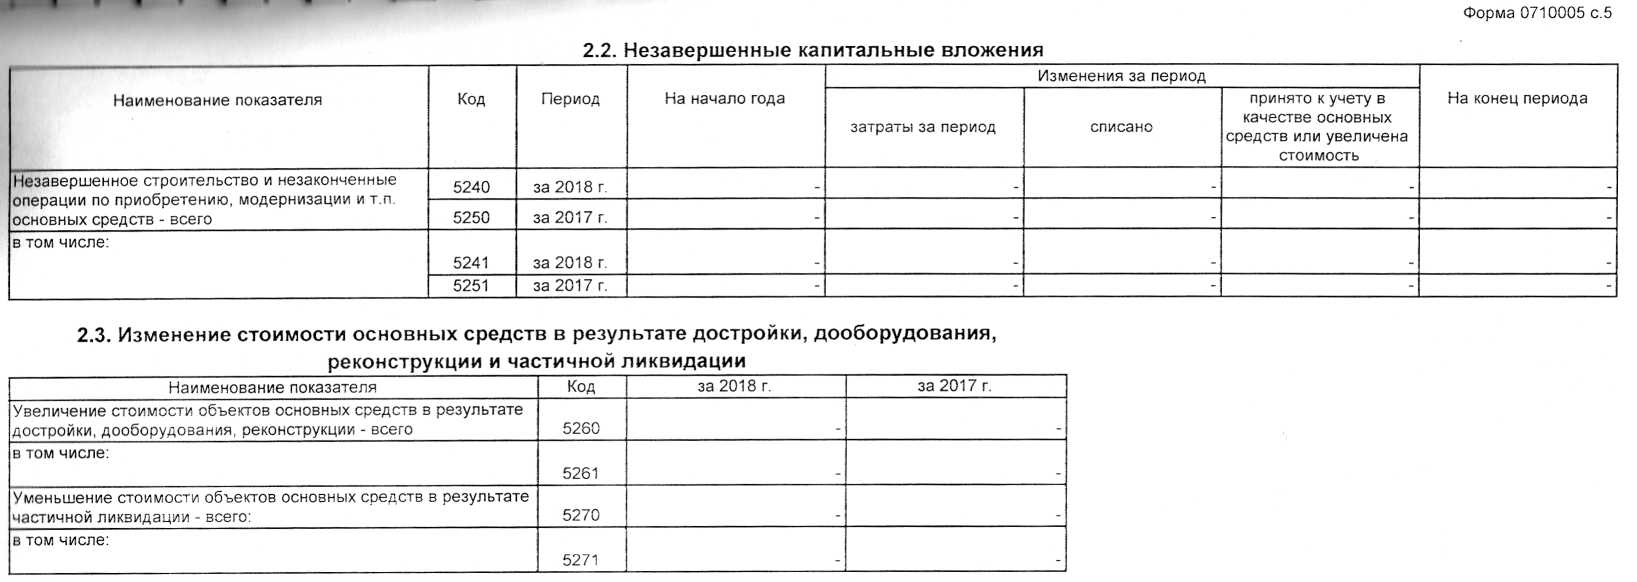 Форма 0710005 с.5
2.2. Незавершенные капитальные вложения
Наименование показателя Код Период На начало года Изменения за период На конец периода
затраты за период списано принято к учету в качестве основных средств или увеличена стоимость
Незавершенное строительство и незаконченные
операции по приобретению, модернизации и т.п.
основных средств - всего
5240 за 2018 г. - - - - -
5250 за 2017 г. - - - - -
в том числе:
5241 за 2018 г. - - - - -
5251 за 2017 г. - - - - -
2.3. Изменение стоимости основных средств в результате достройки, дооборудования,
реконструкции и частичной ликвидации
Наименование показателя Код за 2018 г. за 2017 г.
Увеличение стоимости объектов основных средств в результате
достройки, дооборудования, реконструкции - всего 5260 - -
в том числе:
5261 - -
Уменьшение стоимости объектов основных средств в результате
частичной ликвидации - всего: 5270 - -
в том числе:
5271 - -